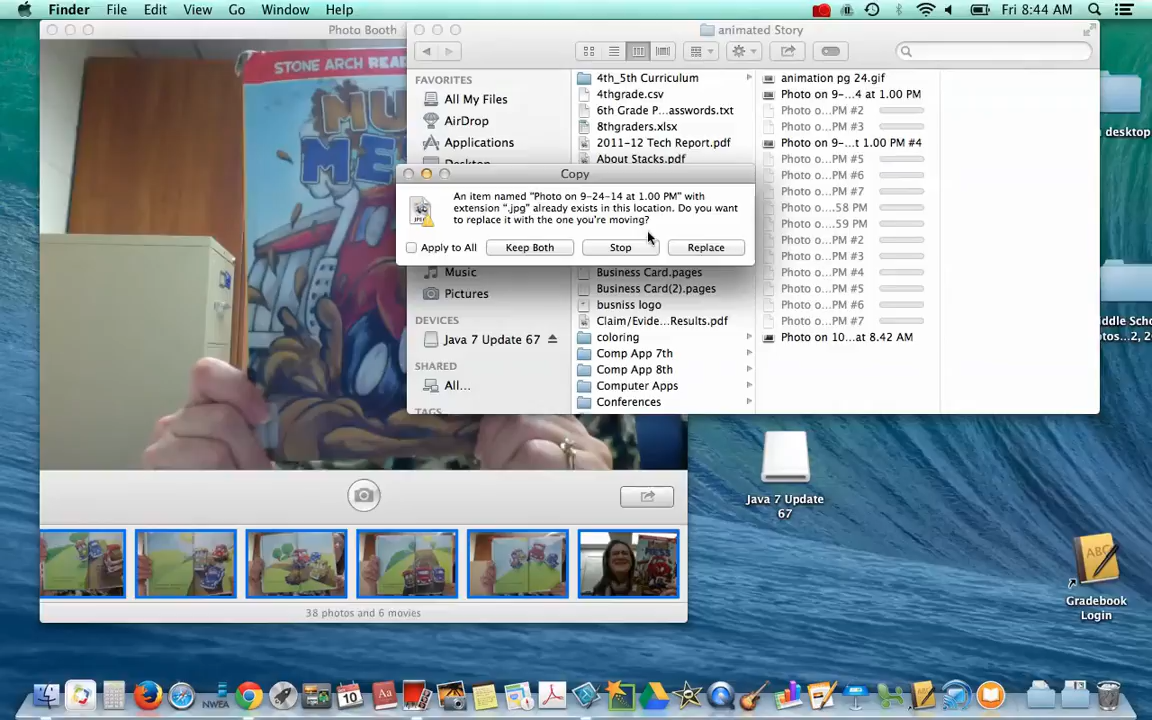 Finder File Edit View Go Window Help Fri 8:44 AM
Photo Booth
animated Story
STONE ARCH REA
MU
ME
FAVORITES
All My Files
AirDrop
Applications
Desktop
Music
Pictures
DEVICES
Java 7 Update 67
SHARED
All...
TAGS
4th_5th Curriculum
4thgrade.csv
6th Grade P...asswords.txt
8thgraders.xlsx
2011-12 Tech Report.pdf
About Stacks.pdf
Business Card.pages
Business Card(2).pages
busniss logo
Claim/Evide...Results.pdf
coloring
Comp App 7th
Comp App 8th
Computer Apps
Conferences
animation pg 24.gif
Photo on 9-...4 at 1.00 PM
Photo o...PM #2
Photo o...PM #3
Photo on 9-...t 1.00 PM #4
Photo o...PM #5
Photo o...PM #6
Photo o...PM #7
Photo o....58 PM
Photo o....59 PM
Photo o...PM #2
Photo o...PM #3
Photo o...PM #4
Photo o...PM #5
Photo o...PM #6
Photo o...PM #7
Photo on 10...at 8.42 AM
Copy
An item named "Photo on 9-24-14 at 1.00 PM" with
extension ".jpg" already exists in this location. Do you want
to replace it with the one you're moving?
Apply to All
Keep Both
Stop
Replace
38 photos and 6 movies
desktop
Java 7 Update
67
Gradebook
Login
ABC
NWEA
10
Aa